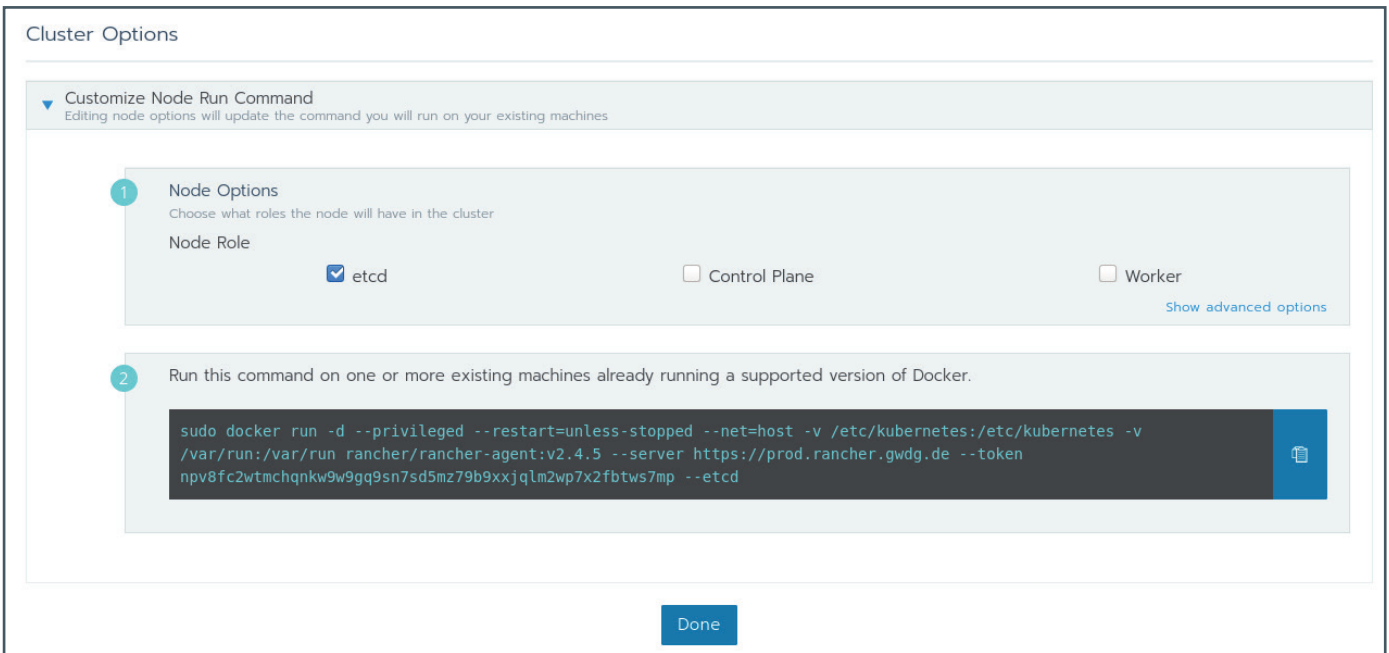 Cluster Options
Customize Node Run Command
Editing node options will update the command you will run on your existing machines
1
Node Options
Choose what roles the node will have in the cluster
Node Role
etcd Control Plane Worker
Show advanced options
2
Run this command on one or more existing machines already running a supported version of Docker.
sudo docker run -d --privileged --restart=unless-stopped --net=host -v /etc/kubernetes:/etc/kubernetes -v
/var/run:/var/run rancher/rancher-agent:v2.4.5 --server https://prod.rancher.gwdg.de --token
npv8fc2wtmchqnkw9w9gq9sn7sd5mz79b9xxjqlm2wp7x2fbtws7mp --etcd
Done